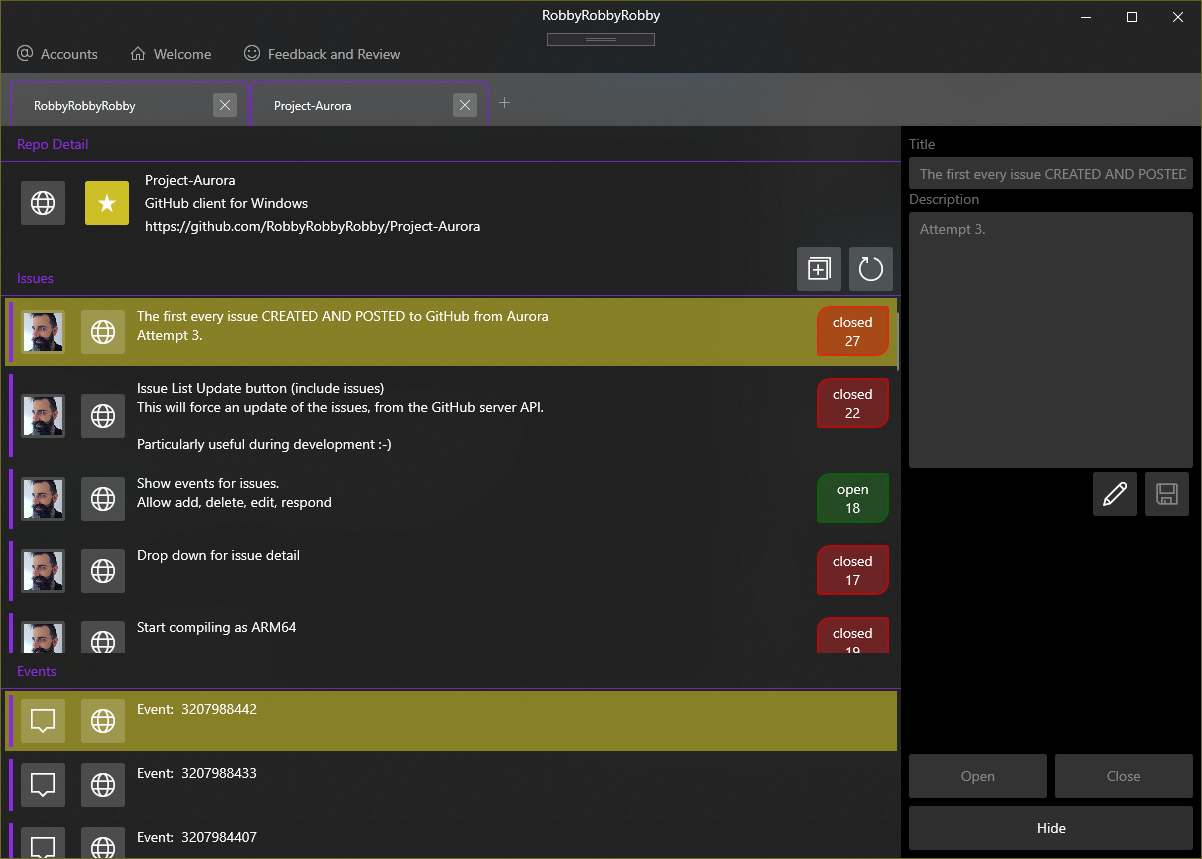 RobbyRobbyRobby
Accounts
Welcome
Feedback and Review
RobbyRobbyRobby
Project-Aurora
Repo Detail
Project-Aurora
GitHub client for Windows
https://github.com/RobbyRobbyRobby/Project-Aurora
Issues
The first every issue CREATED AND POSTED to GitHub from Aurora
Attempt 3.
closed
27
Issue List Update button (include issues)
This will force an update of the issues, from the GitHub server API.
Particularly useful during development :-)
closed
22
Show events for issues.
Allow add, delete, edit, respond
open
18
Drop down for issue detail
closed
17
Start compiling as ARM64
closed
19
Events
Event: 3207988442
Event: 3207988433
Event: 3207984407
Title
The first every issue CREATED AND POSTED
Description
Attempt 3.
Open
Close
Hide